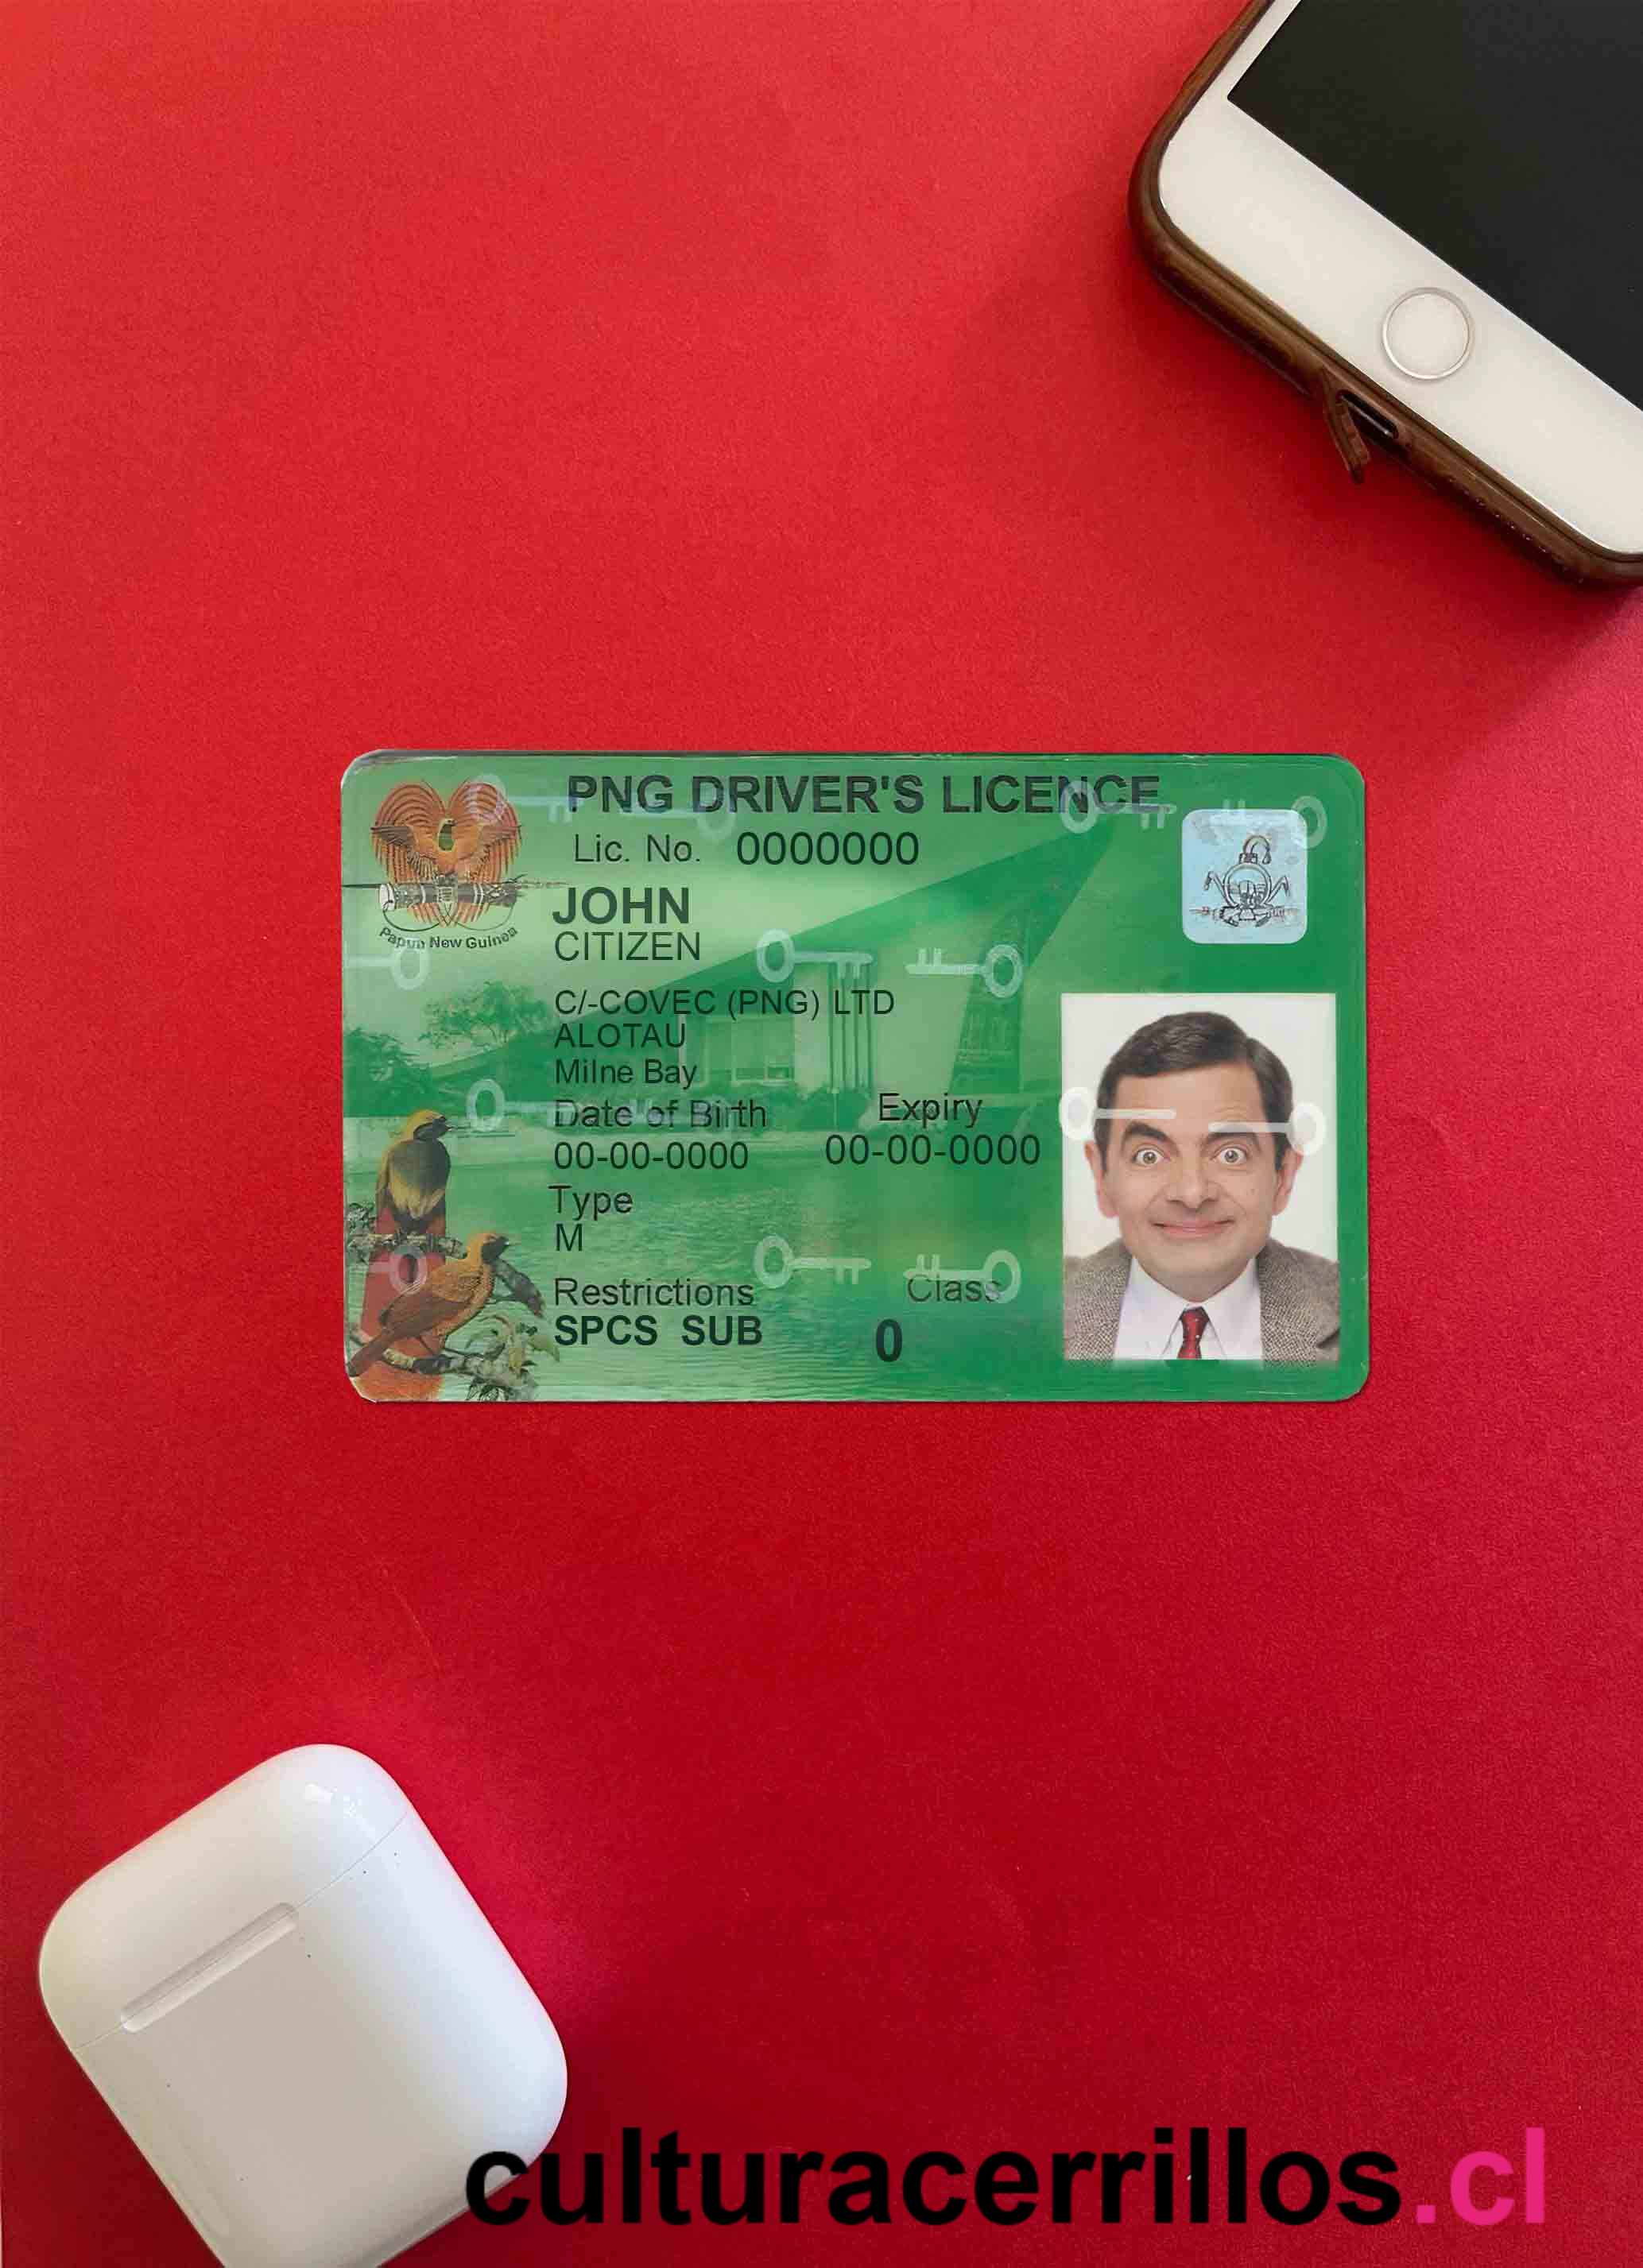 PNG DRIVER'S LICENCE
Lic. No. 0000000
Papua New Guinea
JOHN
CITIZEN
C/-COVEC (PNG) LTD
ALOTAU
Milne Bay
Date of Birth
00-00-0000
Expiry
00-00-0000
Type
M
Restrictions
SPCS SUB
Class
0
culturacerrillos.cl